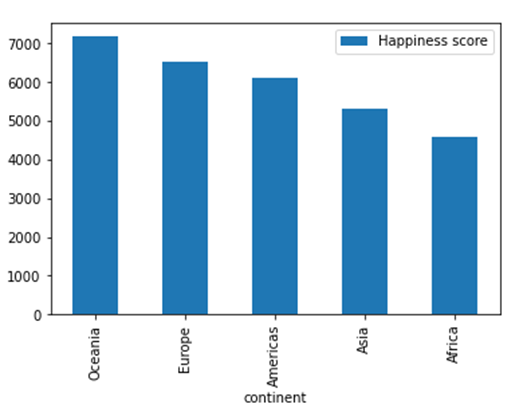 Happiness score
7000
6000
5000
4000
3000
2000
1000
0
Oceania
Europe
Americas
Asia
Africa
continent